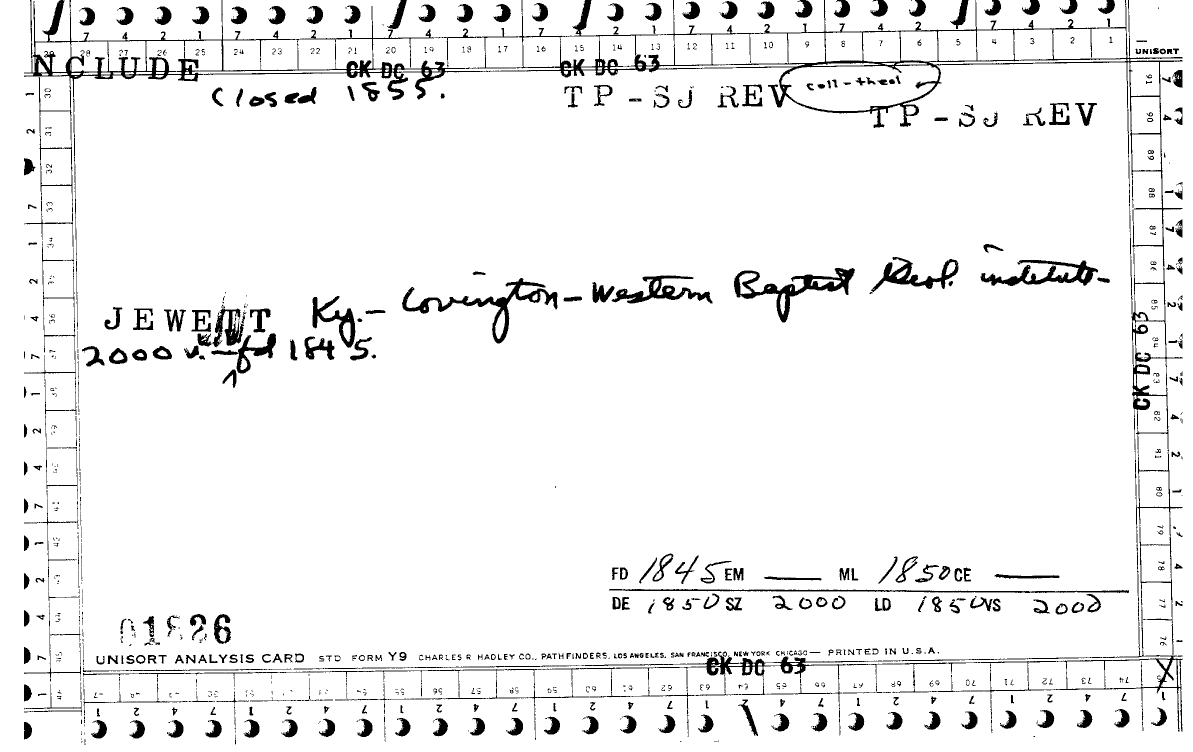 UNISORT
NCLUDE
CK DC 63
CK DC 63
Closed 1855.
TP-SJ REV
coll-theol
TP-SJ REV
JEWETT Ky.- Covington-Western Baptist theol. institute-
2000 v.-fd 1845.
CK DC 63
FD 1845 EM — ML 1850 CE —
DE 1850 SZ 2000 LD 1850 VS 2000
01826
UNISORT ANALYSIS CARD STD FORM Y9 CHARLES R HADLEY CO., PATHFINDERS, LOS ANGELES, SAN FRANCISCO, NEW YORK CHICAGO— PRINTED IN U.S.A.
CK DC 63